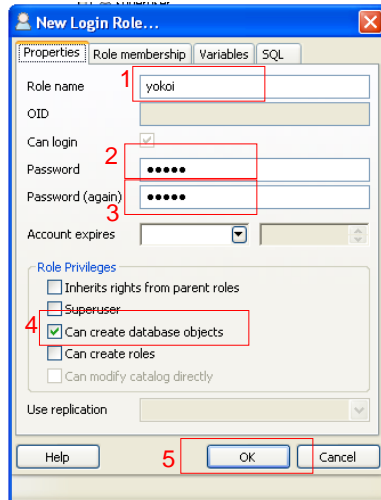 New Login Role...
Properties Role membership Variables SQL
1
Role name yokoi
OID
Can login
2
Password •••••
Password (again) •••••
3
Account expires
Role Privileges
Inherits rights from parent roles
Superuser
4 Can create database objects
Can create roles
Can modify catalog directly
Use replication
Help 5 OK Cancel